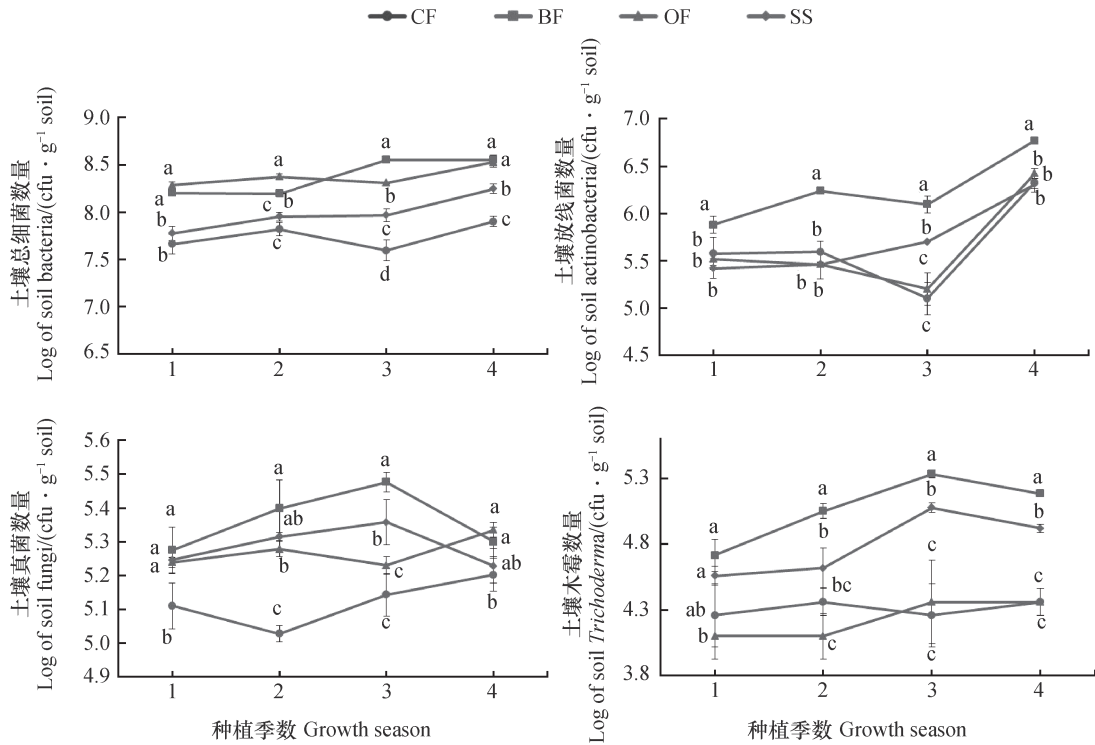 CF BF OF SS
土壤总细菌数量
Log of soil bacteria/(cfu·g⁻¹ soil)
9.0
8.5
8.0
7.5
7.0
6.5
a a a a
a b b a
c b
b c c c
b d
1 2 3 4
土壤放线菌数量
Log of soil actinobacteria/(cfu·g⁻¹ soil)
7.0
6.5
6.0
5.5
5.0
4.5
a
a
a a b
b b b b
b c b
b b b
c
1 2 3 4
土壤真菌数量
Log of soil fungi/(cfu·g⁻¹ soil)
5.6
5.5
5.4
5.3
5.2
5.1
5.0
4.9
a a
a ab a
a b b a
a c ab
b c c b
1 2 3 4
种植季数 Growth season
土壤木霉数量
Log of soil Trichoderma/(cfu·g⁻¹ soil)
5.3
4.8
4.3
3.8
a
a b a
a b b
a c
ab bc c
b c c c
1 2 3 4
种植季数 Growth season